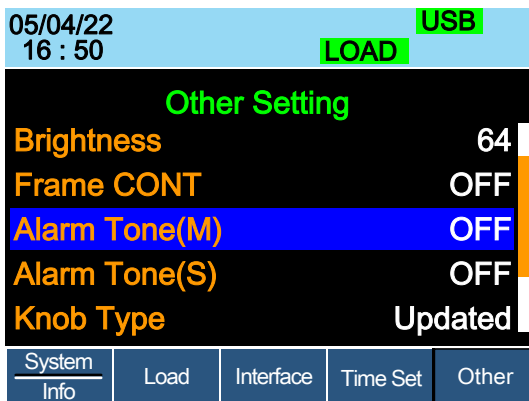 05/04/22
16 : 50
USB
LOAD
Other Setting
Brightness 64
Frame CONT OFF
Alarm Tone(M) OFF
Alarm Tone(S) OFF
Knob Type Updated
System
Info
Load
Interface
Time Set
Other